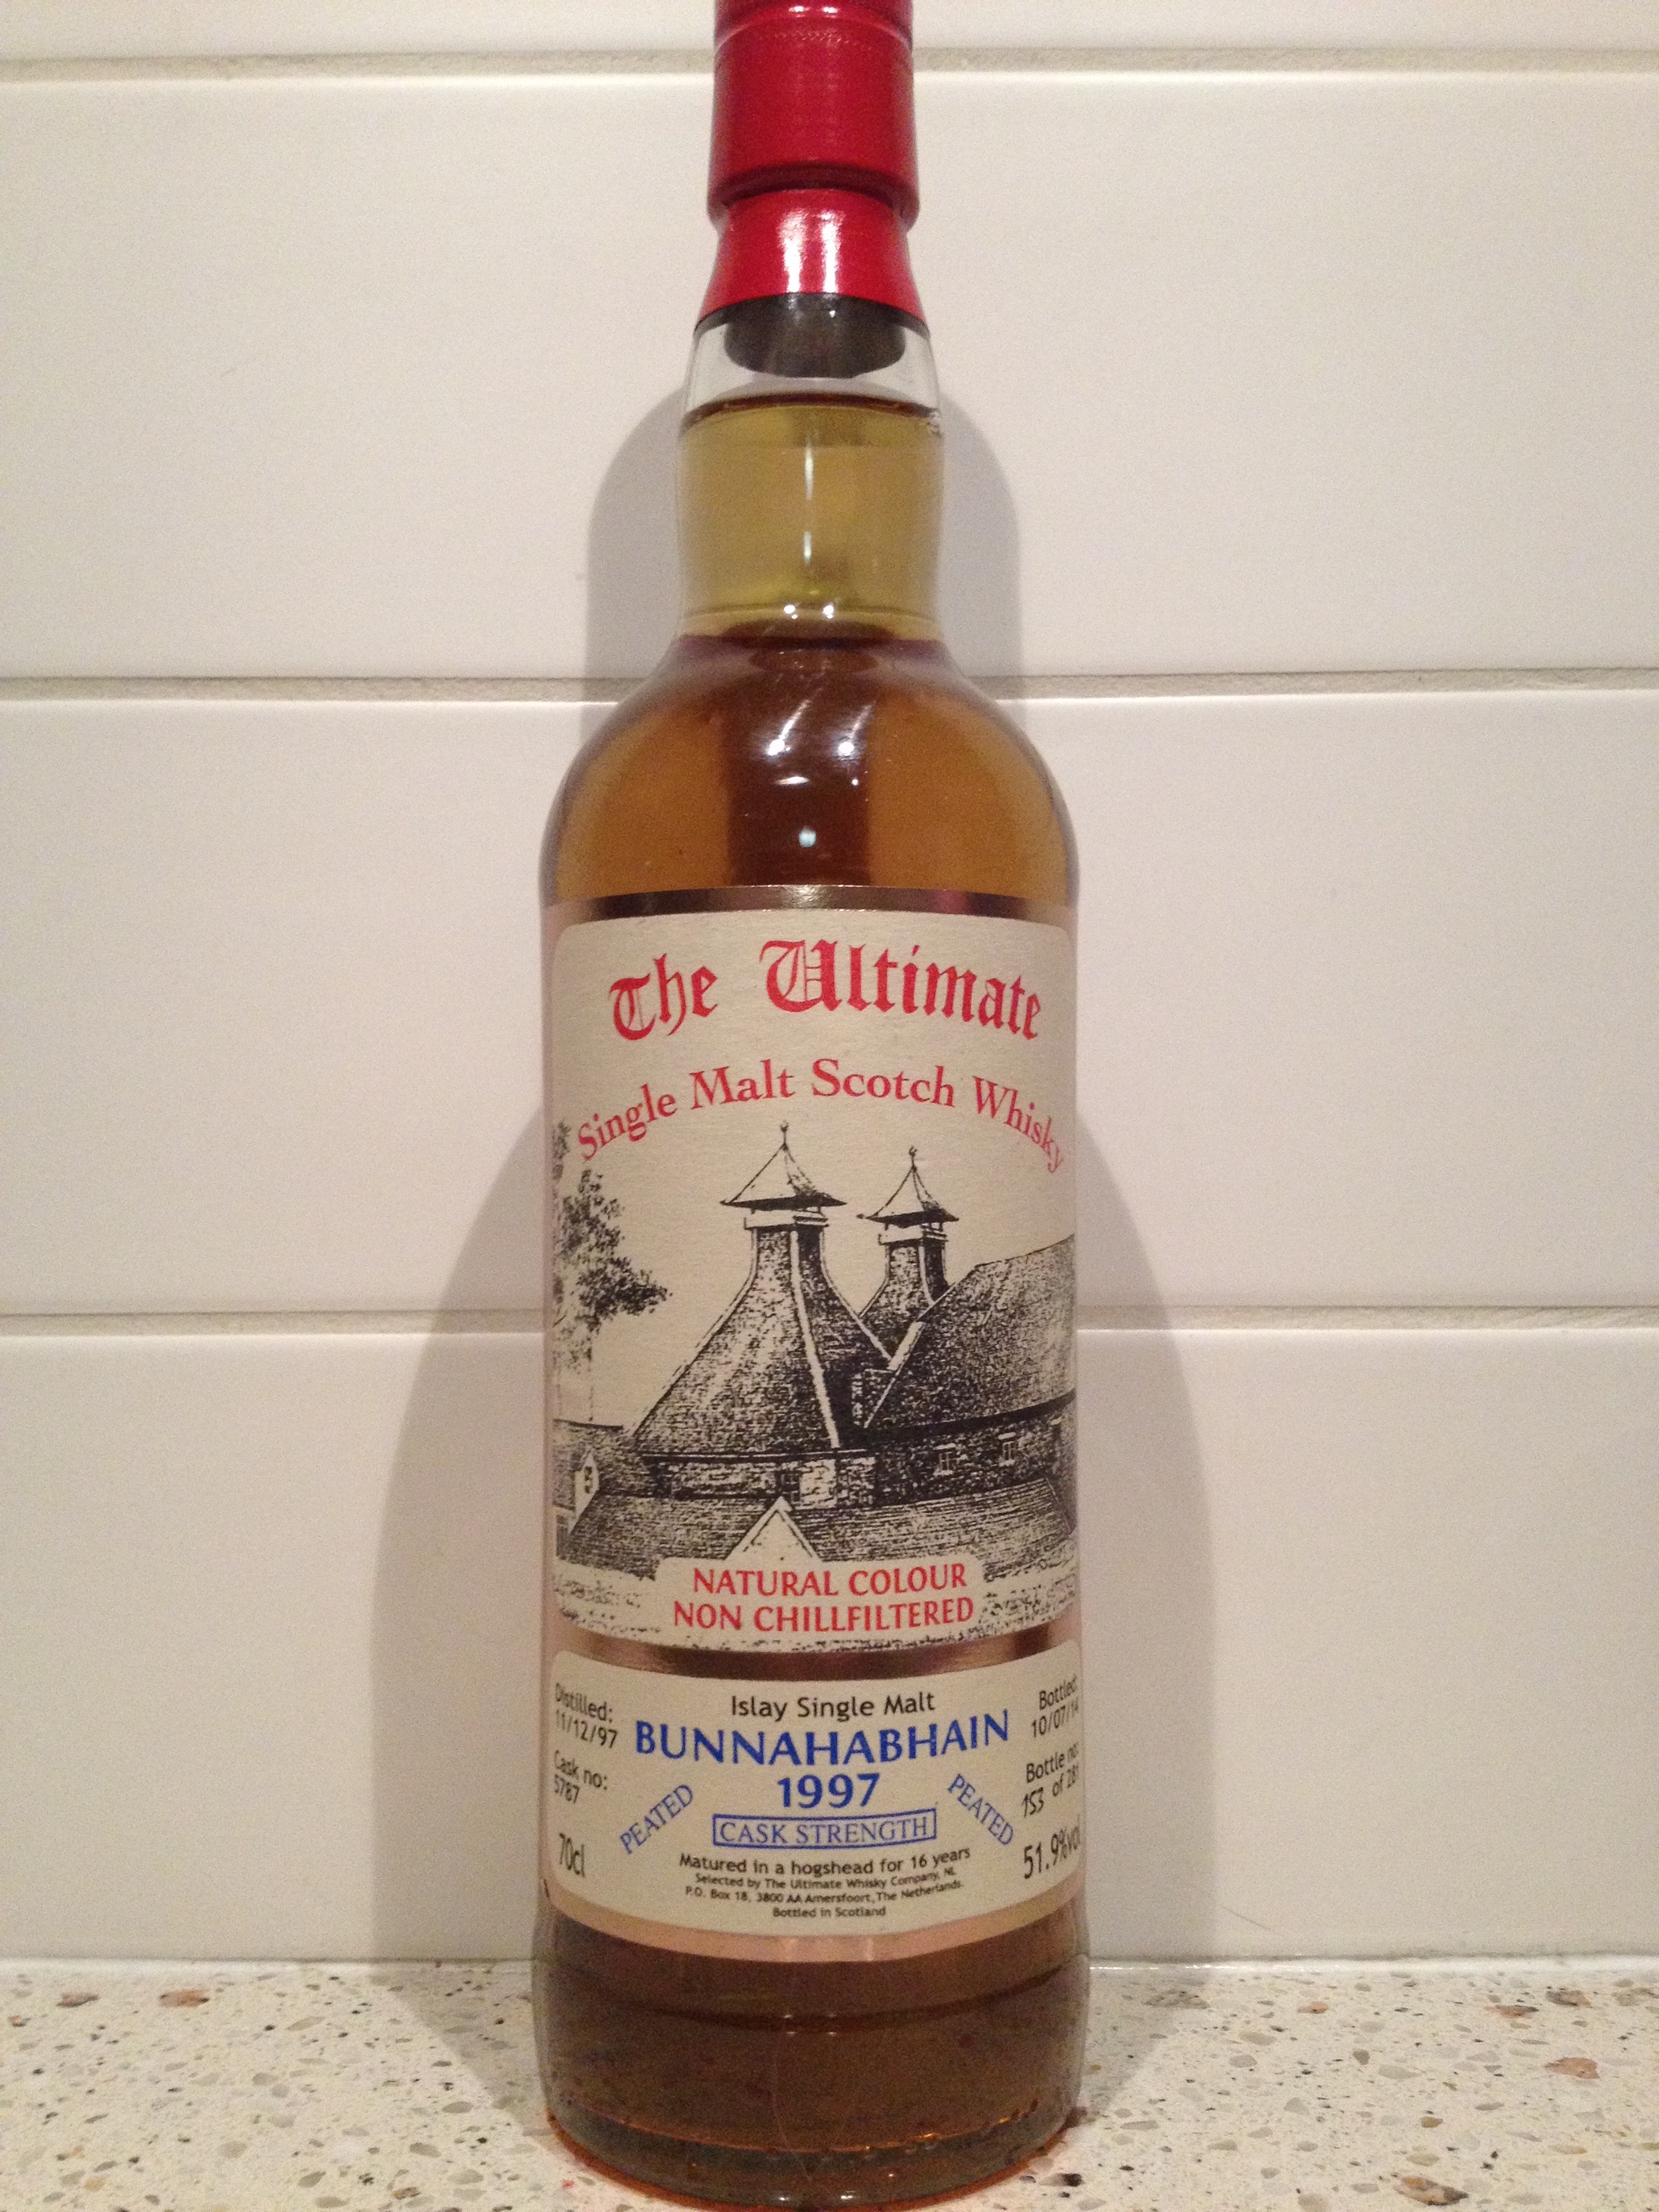 The Ultimate
Single Malt Scotch Whisky
NATURAL COLOUR
NON CHILLFILTERED
Distilled:
11/12/97
Cask no:
5787
70cl
Islay Single Malt
BUNNAHABHAIN
1997
PEATED
CASK STRENGTH
PEATED
Matured in a hogshead for 16 years
Selected by The Ultimate Whisky Company, NL
P.O. Box 18, 3800 AA Amersfoort, The Netherlands.
Bottled in Scotland
Bottled:
10/07/14
Bottle no:
153 of 281
51.9%vol